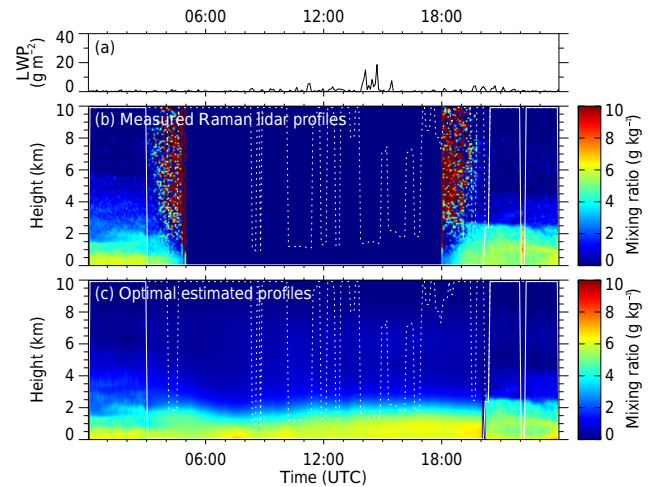 06:00 12:00 18:00
(a)
LWP (g m⁻²)
40
20
0
(b) Measured Raman lidar profiles
Height (km)
10
8
6
4
2
0
10
8
6
4
2
0
Mixing ratio (g kg⁻¹)
(c) Optimal estimated profiles
Height (km)
10
8
6
4
2
0
10
8
6
4
2
0
Mixing ratio (g kg⁻¹)
06:00 12:00 18:00
Time (UTC)